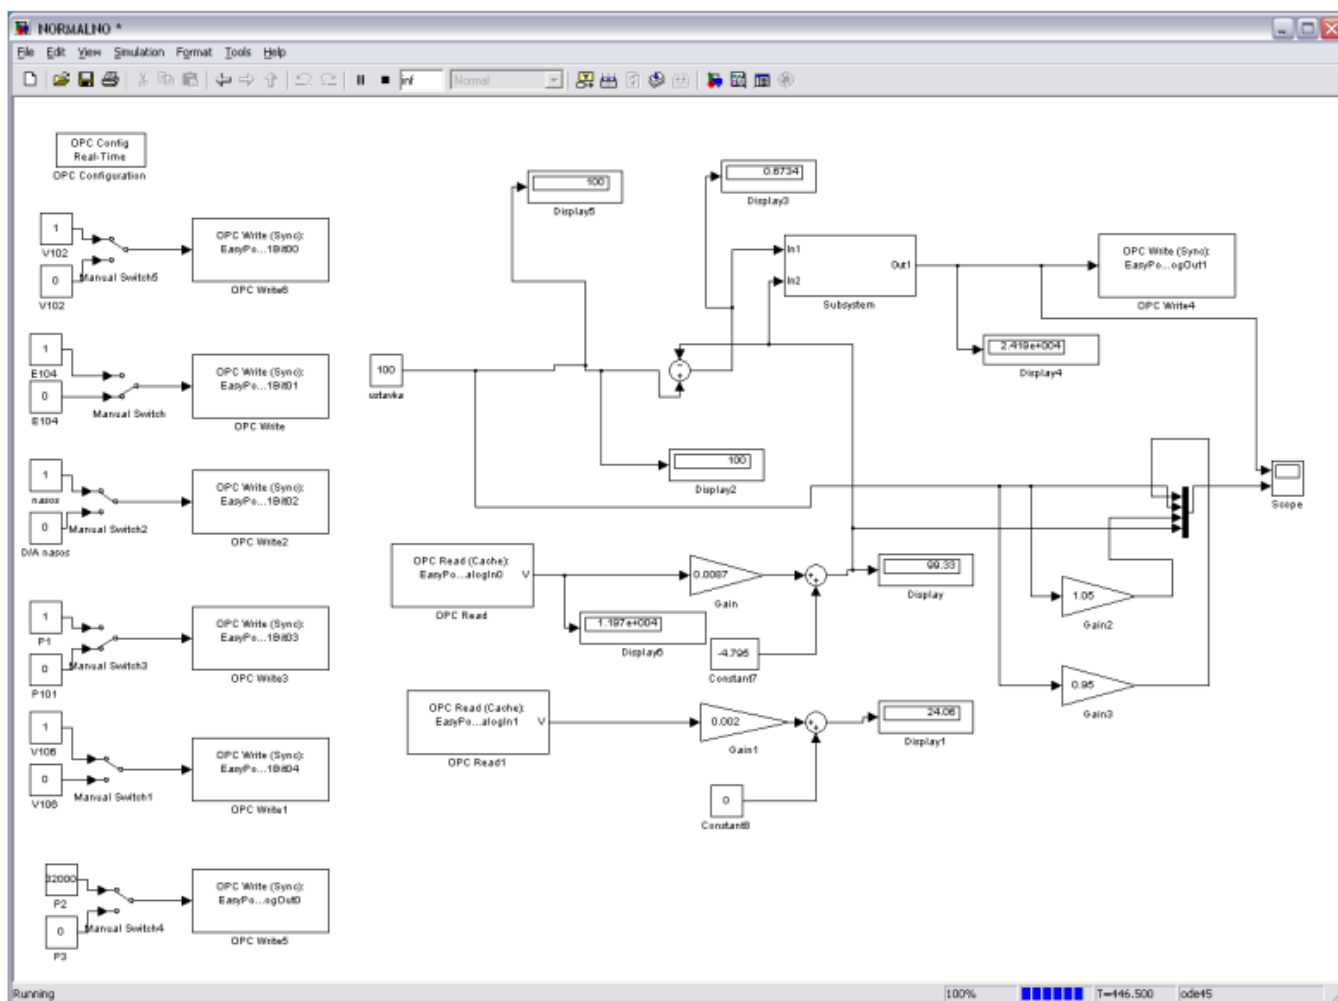 NORMALNO *
File Edit View Simulation Format Tools Help
inf
Normal
OPC Config
Real-Time
OPC Configuration
1
V102
0
V102
Manual Switch5
OPC Write (Sync):
EasyPo...1Bit00
OPC Write6
1
E104
0
E104
Manual Switch
OPC Write (Sync):
EasyPo...1Bit01
OPC Write
1
nasos
0
D/A nasos
Manual Switch2
OPC Write (Sync):
EasyPo...1Bit02
OPC Write2
1
P1
0
P101
Manual Switch3
OPC Write (Sync):
EasyPo...1Bit03
OPC Write3
1
V106
0
V106
Manual Switch1
OPC Write (Sync):
EasyPo...1Bit04
OPC Write1
32000
P2
0
P3
Manual Switch4
OPC Write (Sync):
EasyPo...ogOut0
OPC Write5
100
Display5
0.6734
Display3
In1
In2
Out1
Subsystem
OPC Write (Sync):
EasyPo...ogOut1
OPC Write4
2.419e+004
Display4
100
ustavka
100
Display2
Scope
OPC Read (Cache):
EasyPo...alogIn0
V
OPC Read
0.0087
Gain
99.33
Display
1.197e+004
Display6
-4.795
Constant7
1.05
Gain2
0.95
Gain3
OPC Read (Cache):
EasyPo...alogIn1
V
OPC Read1
0.002
Gain1
24.06
Display1
0
Constant8
Running
100%
T=446.500
ode45